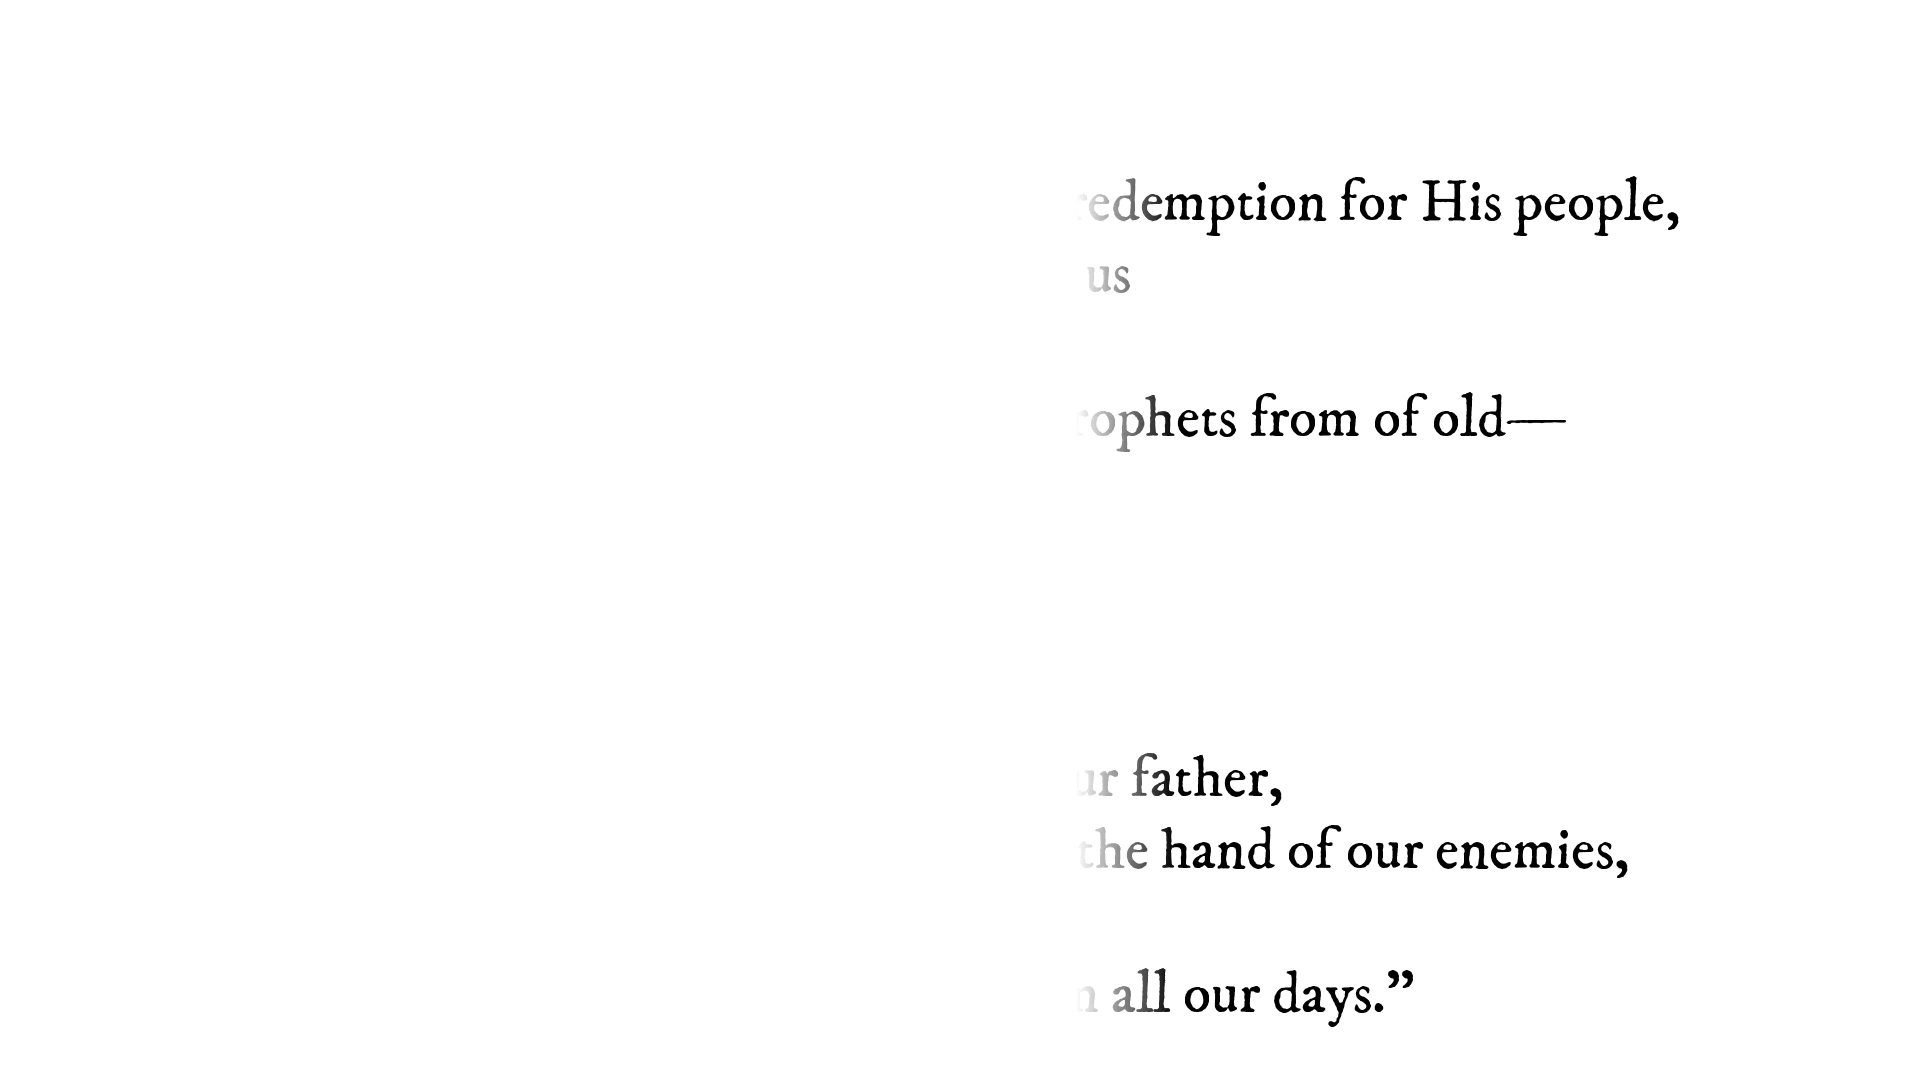 redemption for His people,
us
rophets from of old—
ur father,
the hand of our enemies,
all our days.”